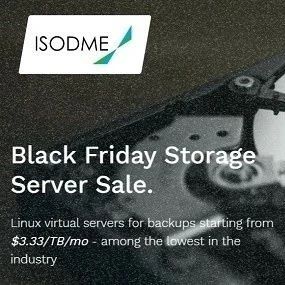 ISODME
Black Friday Storage
Server Sale.
Linux virtual servers for backups starting from
$3.33/TB/mo - among the lowest in the
industry